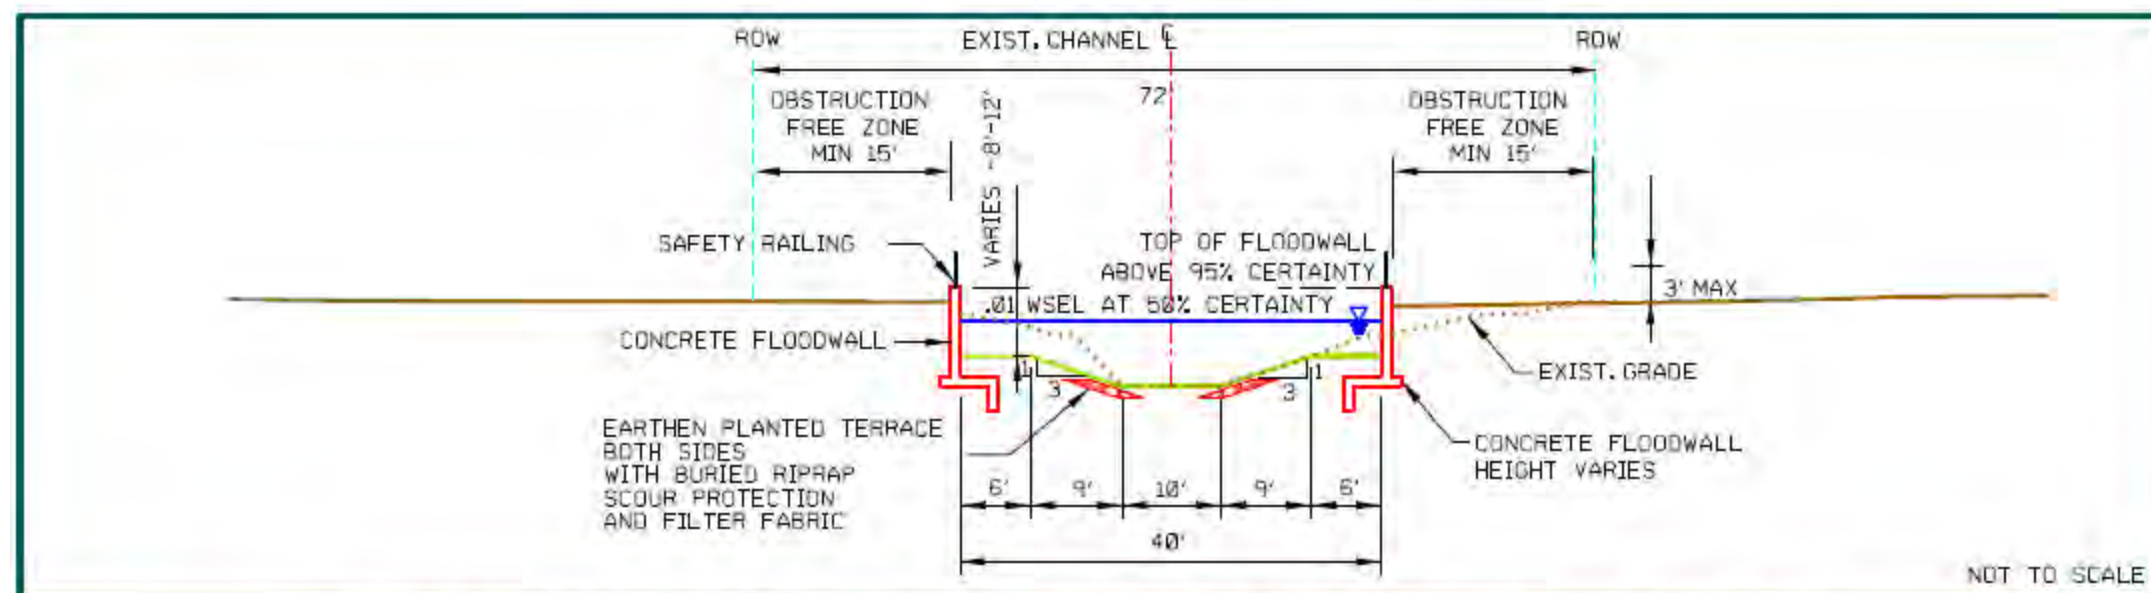 ROW
EXIST. CHANNEL ℄
ROW
72'
OBSTRUCTION
FREE ZONE
MIN 15'
VARIES ~8'-12'
OBSTRUCTION
FREE ZONE
MIN 15'
SAFETY RAILING
TOP OF FLOODWALL
ABOVE 95% CERTAINTY
.01 WSEL AT 50% CERTAINTY
3' MAX
CONCRETE FLOODWALL
EXIST. GRADE
1
3
3
1
EARTHEN PLANTED TERRACE
BOTH SIDES
WITH BURIED RIPRAP
SCOUR PROTECTION
AND FILTER FABRIC
CONCRETE FLOODWALL
HEIGHT VARIES
6'
9'
10'
9'
6'
40'
NOT TO SCALE